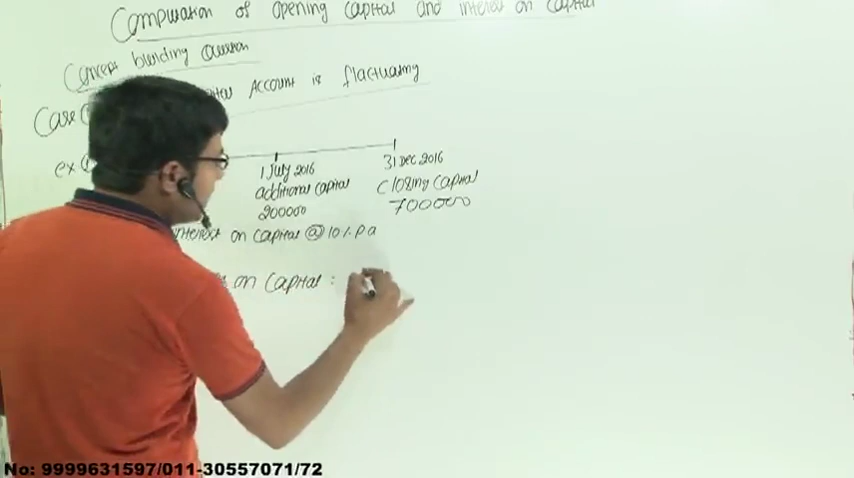 Computation of opening Capital and interest on Capital
Concept building Question
Case Account is fluctuating
ex
1 July 2016 31 Dec 2016
additional Capital Closing Capital
200000 700000
interest on Capital @ 10%. p a
on Capital :
No: 9999631597/011-30557071/72